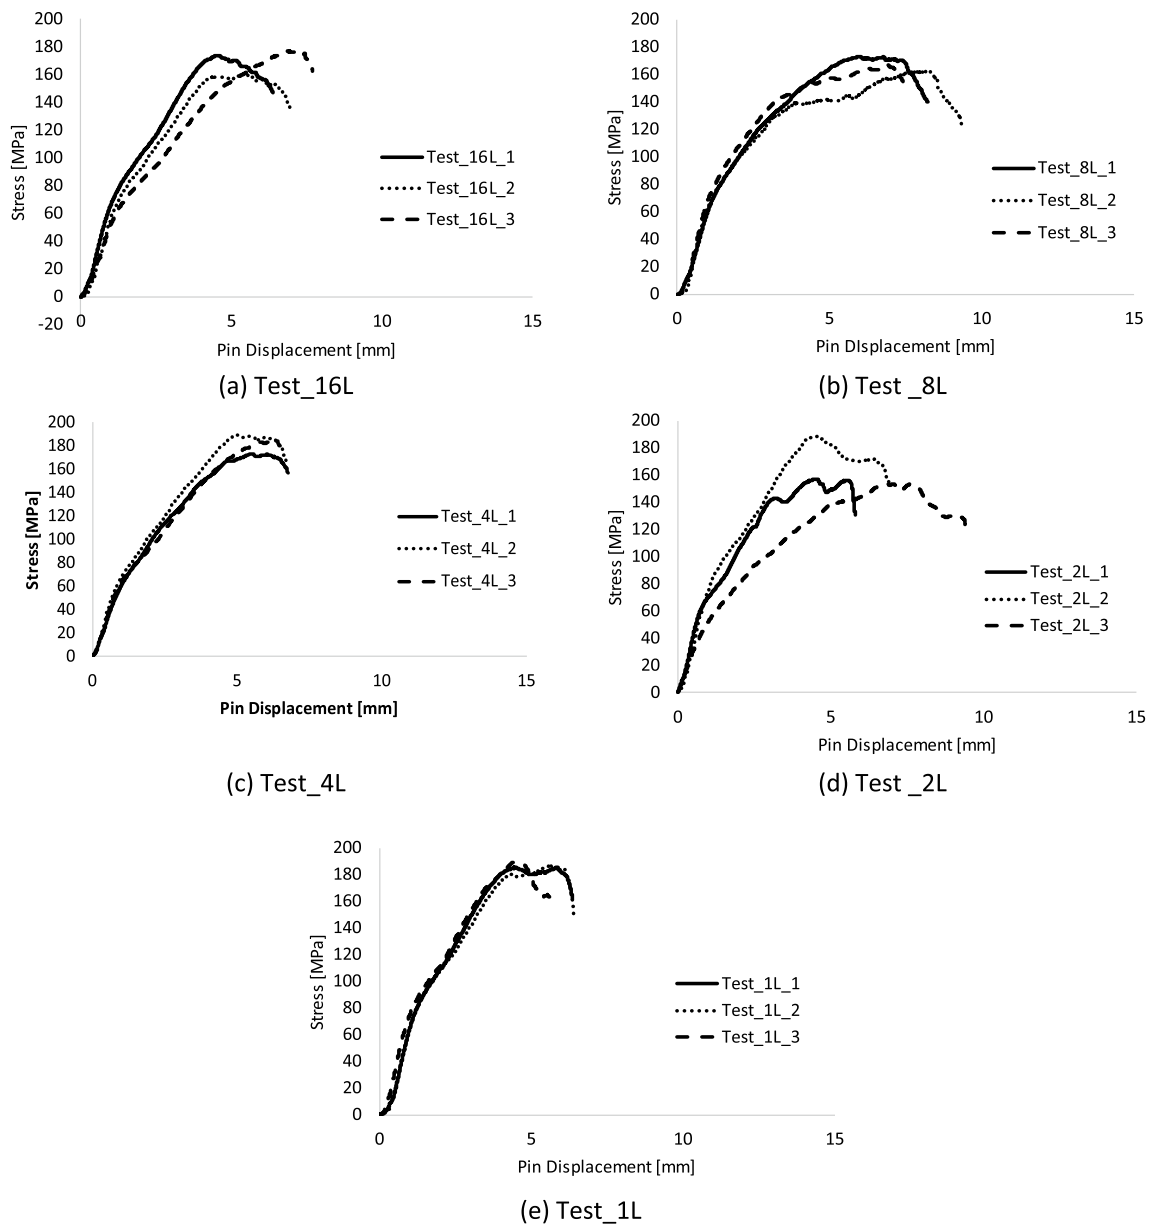 200
180
160
140
120
100
80
60
40
20
0
-20
Stress [MPa]
0 5 10 15
Pin Displacement [mm]
Test_16L_1
Test_16L_2
Test_16L_3
(a) Test_16L
200
180
160
140
120
100
80
60
40
20
0
Stress [MPa]
0 5 10 15
Pin DIsplacement [mm]
Test_8L_1
Test_8L_2
Test_8L_3
(b) Test _8L
200
180
160
140
120
100
80
60
40
20
0
Stress [MPa]
0 5 10 15
Pin Displacement [mm]
Test_4L_1
Test_4L_2
Test_4L_3
(c) Test_4L
200
180
160
140
120
100
80
60
40
20
0
Stress [MPa]
0 5 10 15
Pin Displacement [mm]
Test_2L_1
Test_2L_2
Test_2L_3
(d) Test _2L
200
180
160
140
120
100
80
60
40
20
0
Stress [MPa]
0 5 10 15
Pin Displacement [mm]
Test_1L_1
Test_1L_2
Test_1L_3
(e) Test_1L